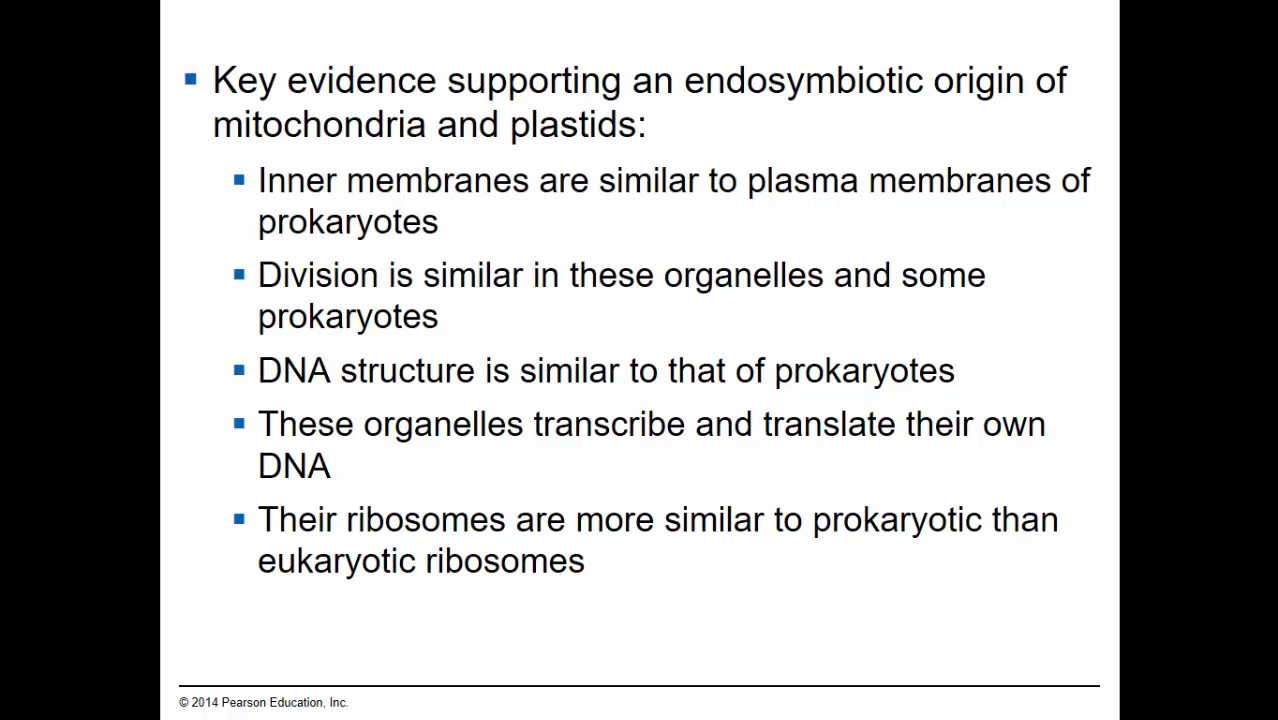 Key evidence supporting an endosymbiotic origin of
mitochondria and plastids:
Inner membranes are similar to plasma membranes of
prokaryotes
Division is similar in these organelles and some
prokaryotes
DNA structure is similar to that of prokaryotes
These organelles transcribe and translate their own
DNA
Their ribosomes are more similar to prokaryotic than
eukaryotic ribosomes
© 2014 Pearson Education, Inc.